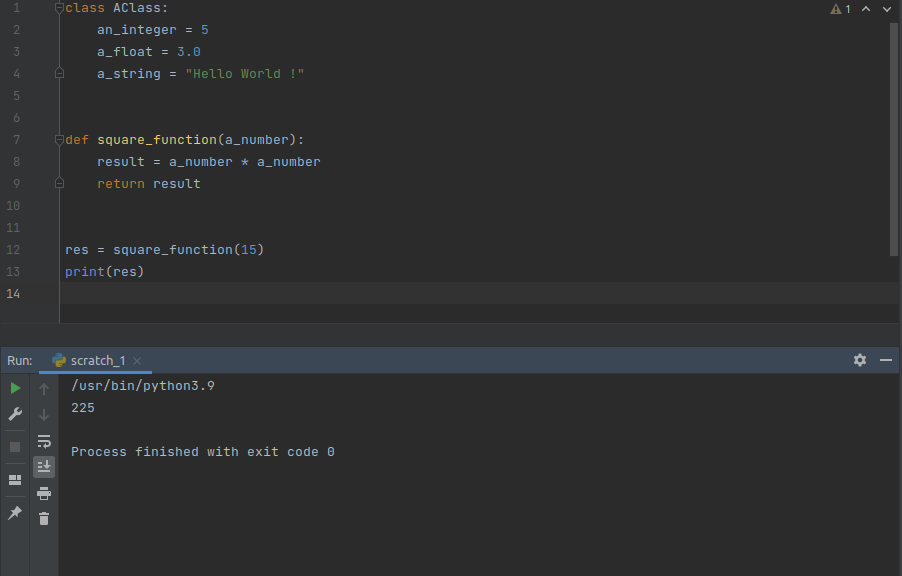 1 class AClass:
2     an_integer = 5
3     a_float = 3.0
4     a_string = "Hello World !"
5
6
7 def square_function(a_number):
8     result = a_number * a_number
9     return result
10
11
12 res = square_function(15)
13 print(res)
14
1
Run: scratch_1
/usr/bin/python3.9
225
Process finished with exit code 0